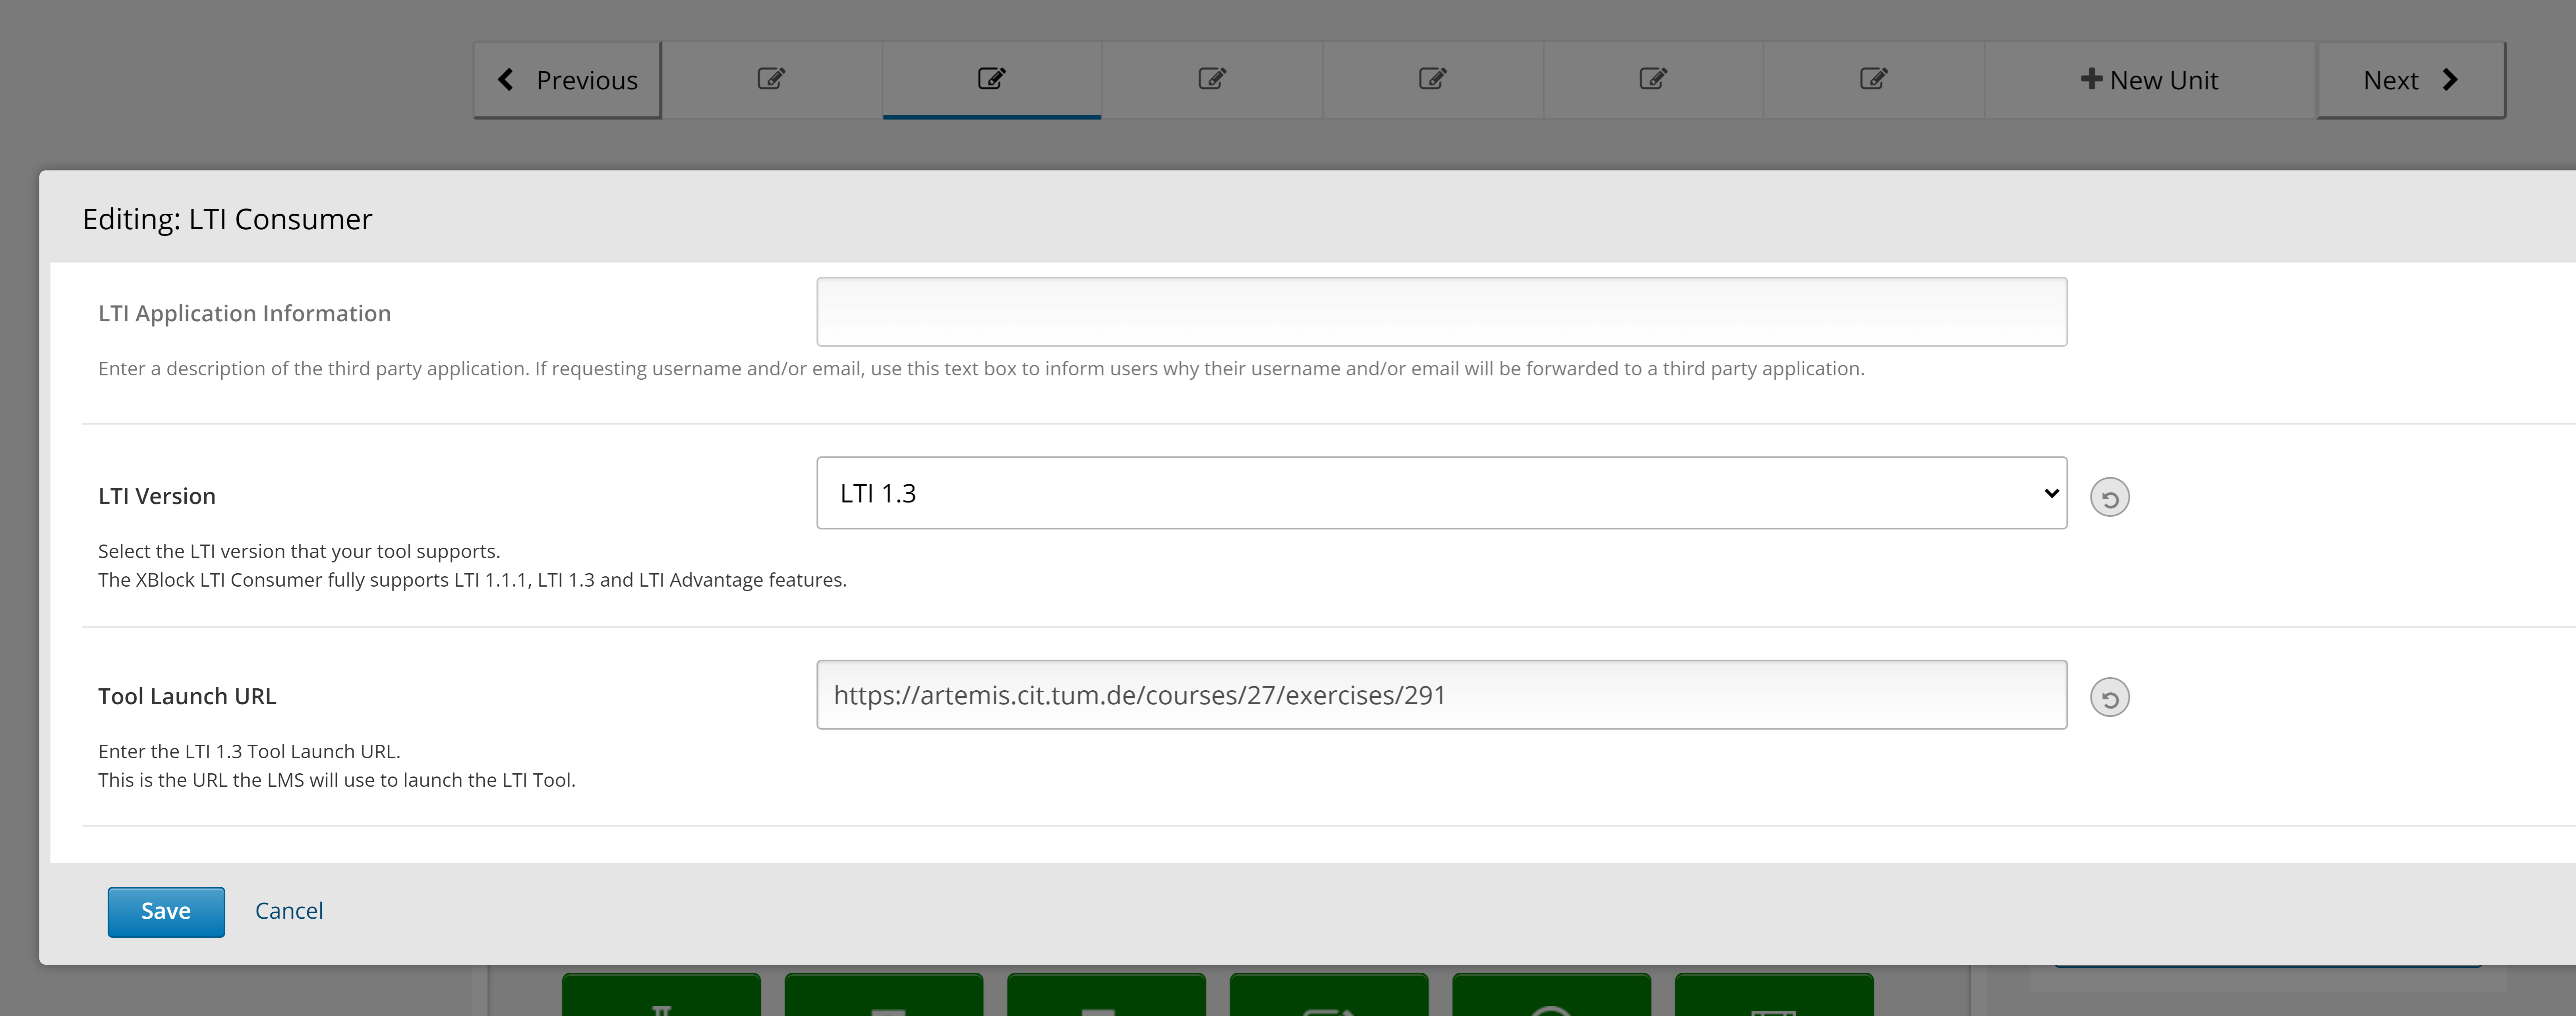 Previous
New Unit
Next
Editing: LTI Consumer
LTI Application Information
Enter a description of the third party application. If requesting username and/or email, use this text box to inform users why their username and/or email will be forwarded to a third party application.
LTI Version
LTI 1.3
Select the LTI version that your tool supports.
The XBlock LTI Consumer fully supports LTI 1.1.1, LTI 1.3 and LTI Advantage features.
Tool Launch URL
https://artemis.cit.tum.de/courses/27/exercises/291
Enter the LTI 1.3 Tool Launch URL.
This is the URL the LMS will use to launch the LTI Tool.
Save
Cancel